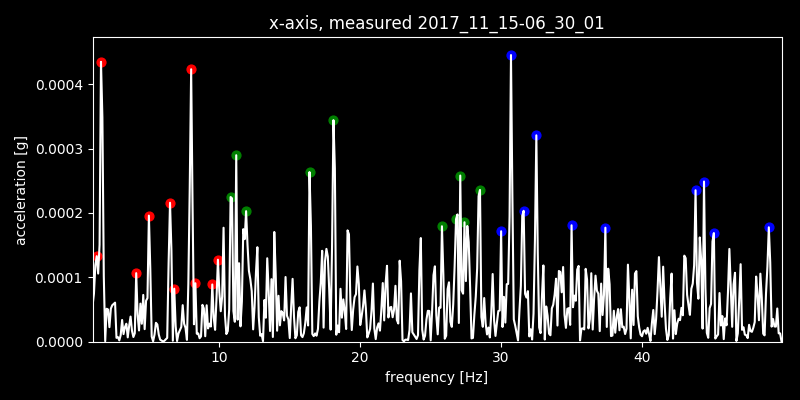 x-axis, measured 2017_11_15-06_30_01
acceleration [g]
0.0004
0.0003
0.0002
0.0001
0.0000
10 20 30 40
frequency [Hz]